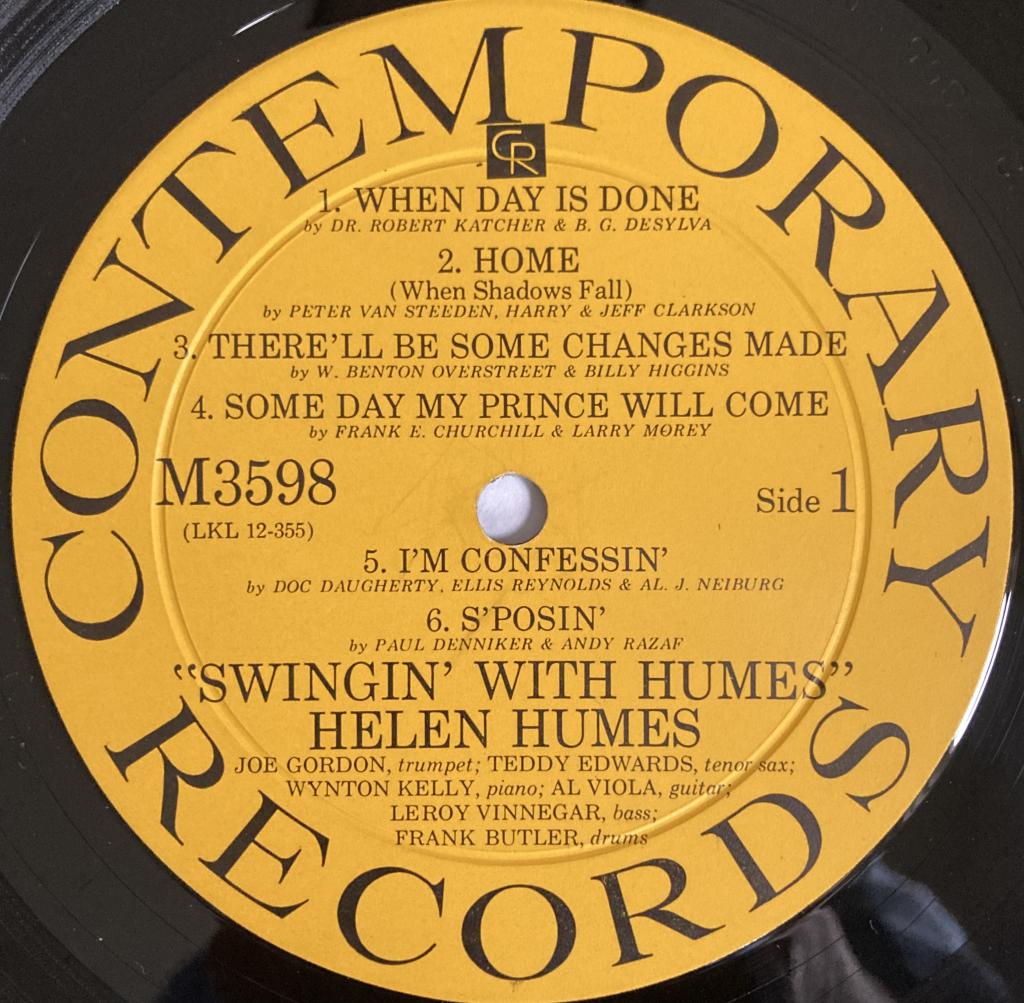 CONTEMPORARY
CR
1. WHEN DAY IS DONE
by DR. ROBERT KATCHER & B. G. DESYLVA
2. HOME
(When Shadows Fall)
by PETER VAN STEEDEN, HARRY & JEFF CLARKSON
3. THERE'LL BE SOME CHANGES MADE
by W. BENTON OVERSTREET & BILLY HIGGINS
4. SOME DAY MY PRINCE WILL COME
by FRANK E. CHURCHILL & LARRY MOREY
M3598
(LKL 12-355)
Side 1
5. I'M CONFESSIN'
by DOC DAUGHERTY, ELLIS REYNOLDS & AL. J. NEIBURG
6. S'POSIN'
by PAUL DENNIKER & ANDY RAZAF
"SWINGIN' WITH HUMES"
HELEN HUMES
JOE GORDON, trumpet; TEDDY EDWARDS, tenor sax;
WYNTON KELLY, piano; AL VIOLA, guitar;
LEROY VINNEGAR, bass;
FRANK BUTLER, drums
RECORDS